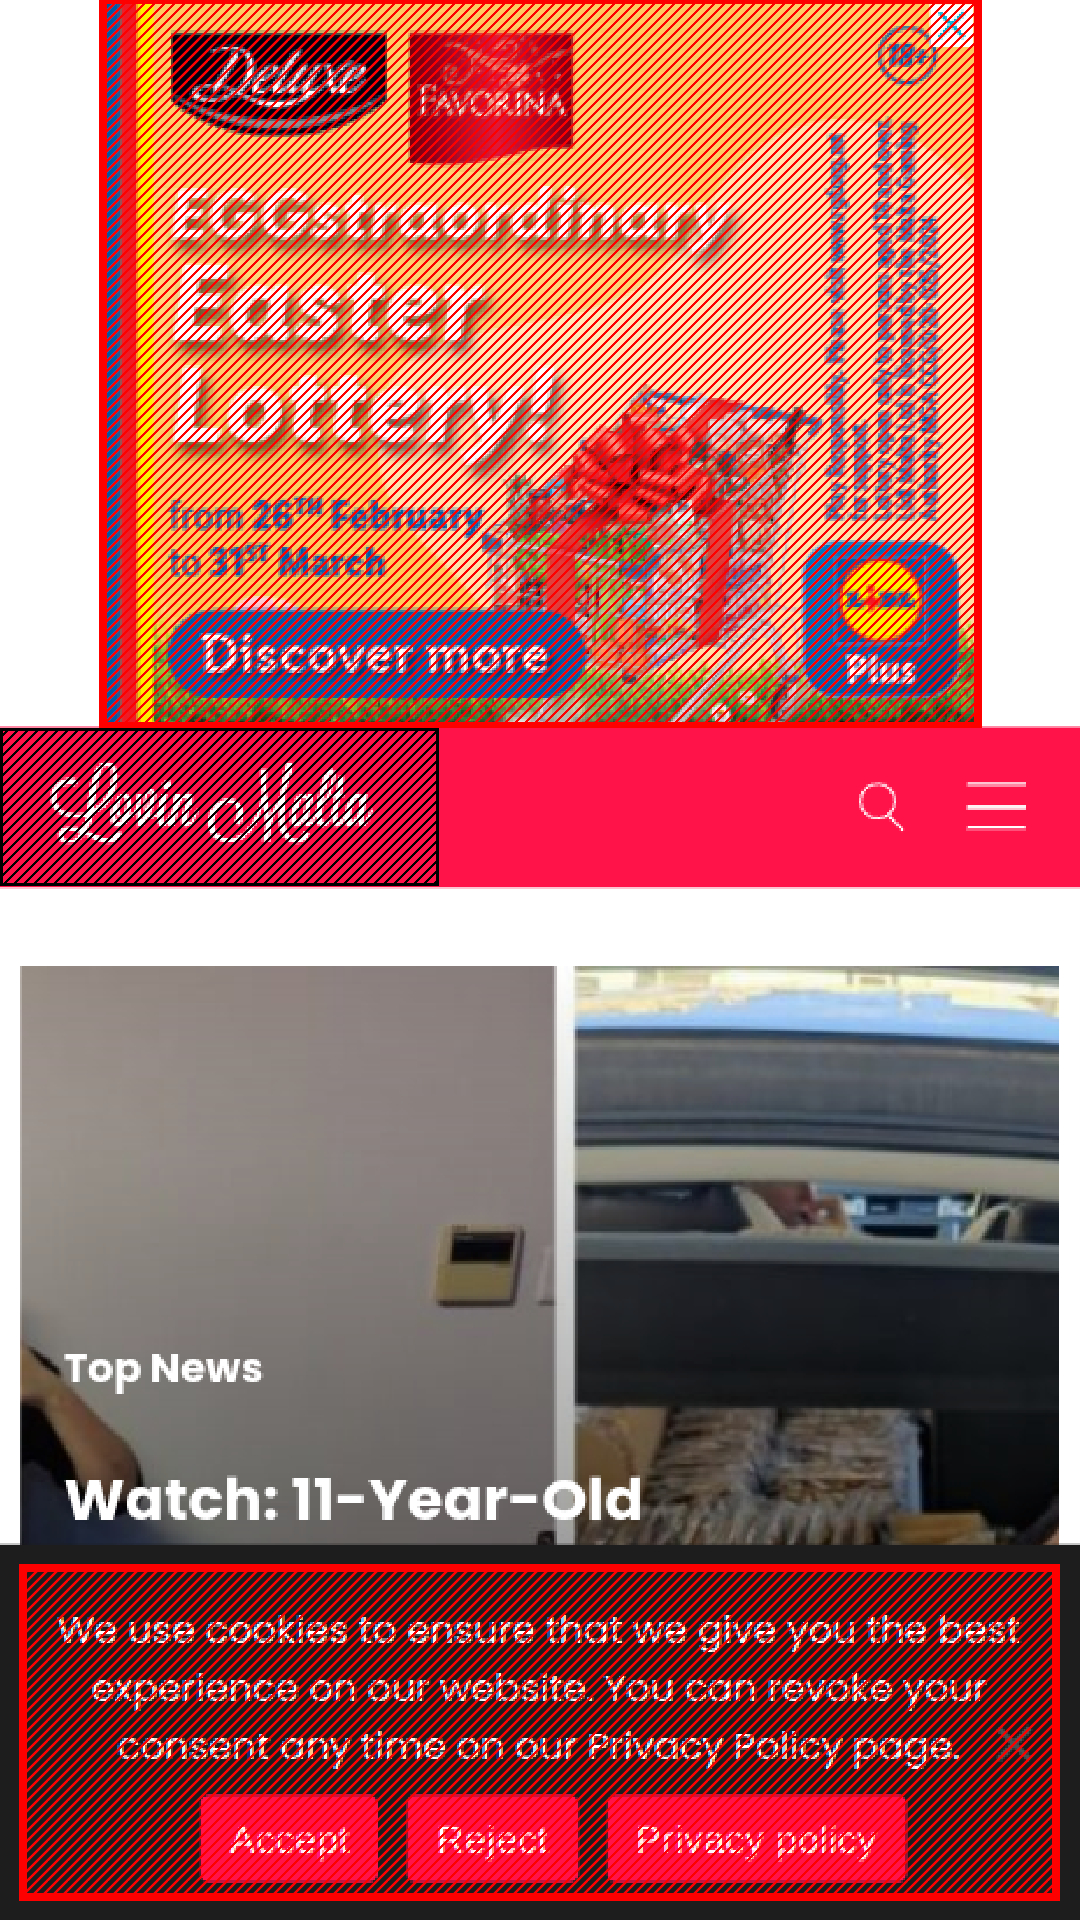 Deluxe
FAVORINA
18+
EGGstraordinary
Easter
Lottery!
from 26TH February
to 31ST March
Discover more
Plus
Lovin Malta
Top News
Watch: 11-Year-Old
We use cookies to ensure that we give you the best
experience on our website. You can revoke your
consent any time on our Privacy Policy page.
Accept
Reject
Privacy policy